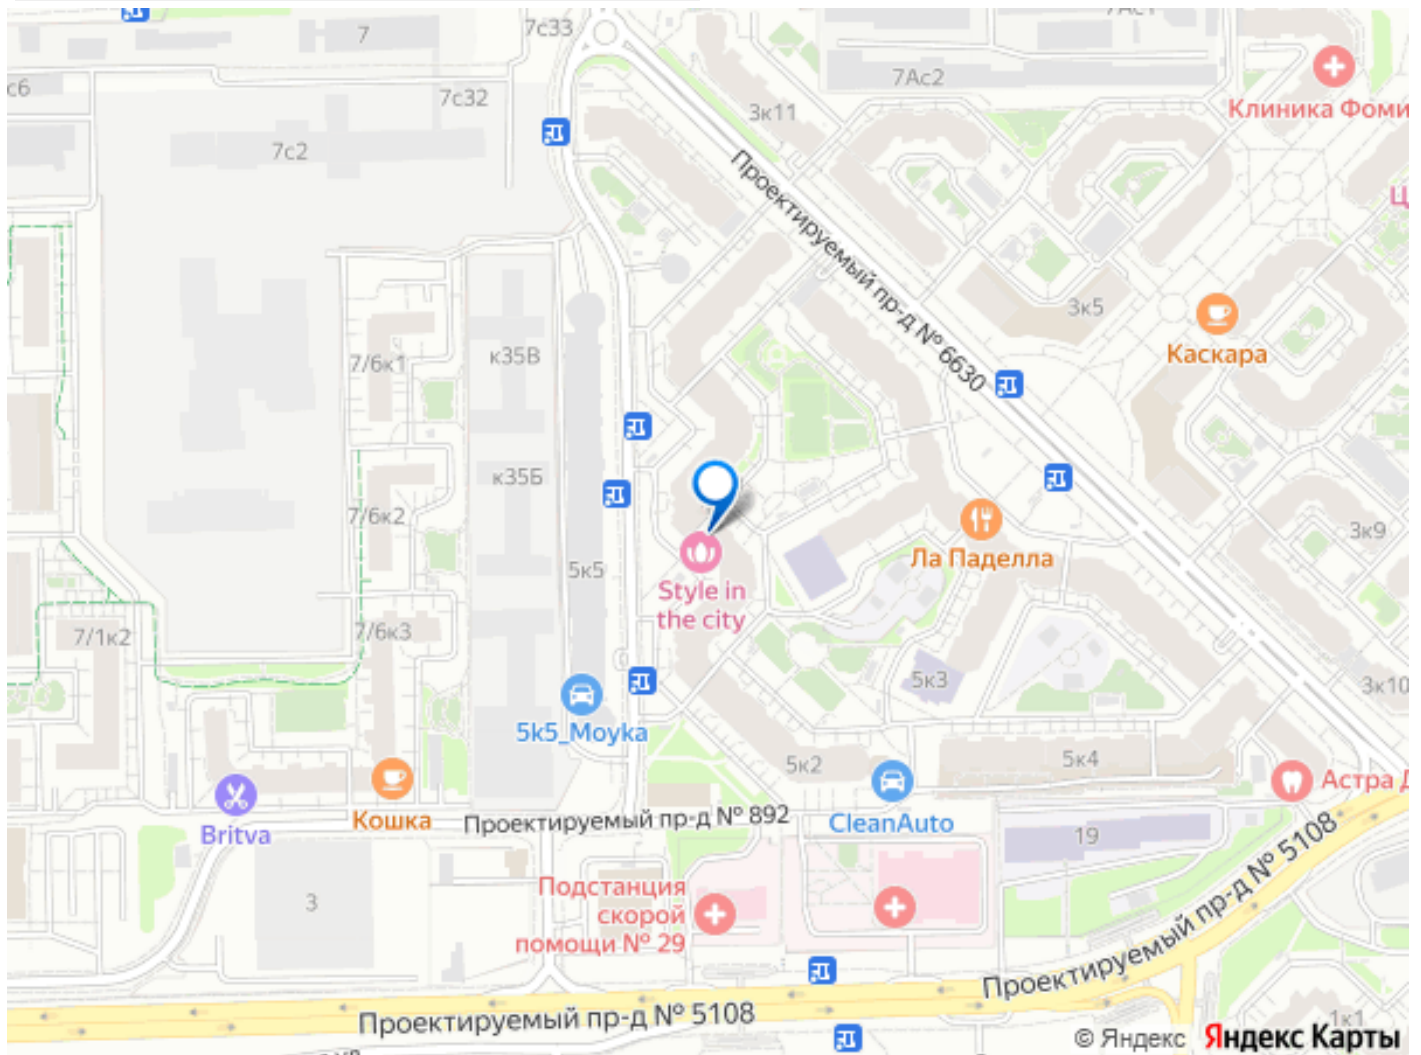 7с33
7
7Ас2
с6
7с32
3к11
Клиника Фоми
7с2
Проектируемый пр-д № 6630
Ц
3к5
к35В
7/6к1
Каскара
к35Б
7/6к2
3к9
Ла Паделла
5к5
Style in
the city
7/1к2
7/6к3
5к3
3к10
5k5_Moyka
5к2
5к4
Астра Д
Кошка
Britva
Проектируемый пр-д № 892
CleanAuto
19
Проектируемый пр-д № 5108
3
Подстанция
скорой
помощи № 29
Проектируемый пр-д № 5108
1к1
© Яндекс Яндекс Карты